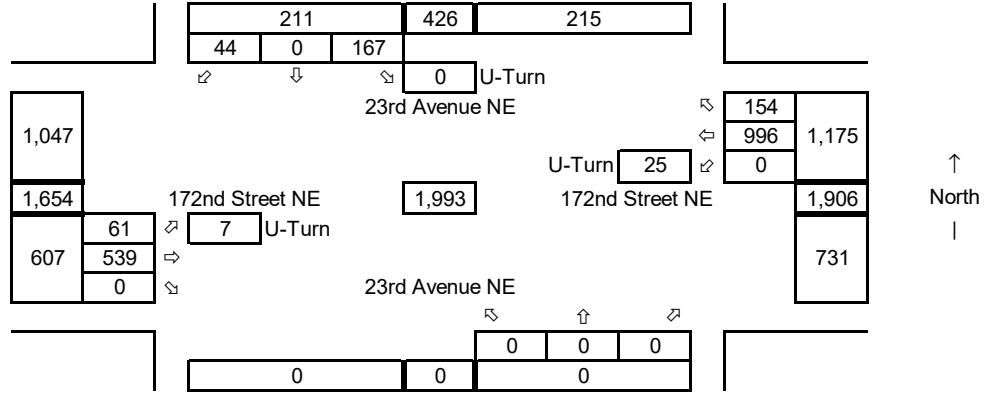 211 426 215
44 0 167
⬃ ⇩ ⬂ 0 U-Turn
23rd Avenue NE ⬁ 154
1,047 ⇦ 996 1,175
U-Turn 25 ⬃ 0 ↑
1,654 172nd Street NE 1,993 172nd Street NE 1,906 North
61 ⬀ 7 U-Turn |
607 539 ⇨ 731
0 ⬂ 23rd Avenue NE
⬁ ⇧ ⬀
0 0 0
0 0 0